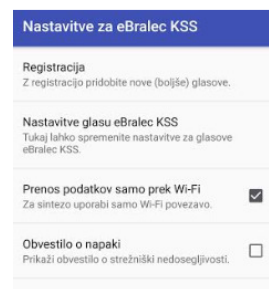 Nastavitve za eBralec KSS
Registracija
Z registracijo pridobite nove (boljše) glasove.
Nastavitve glasu eBralec KSS
Tukaj lahko spremenite nastavitve za glasove
eBralec KSS.
Prenos podatkov samo prek Wi-Fi
Za sintezo uporabi samo Wi-Fi povezavo.
Obvestilo o napaki
Prikaži obvestilo o strežniški nedosegljivosti.